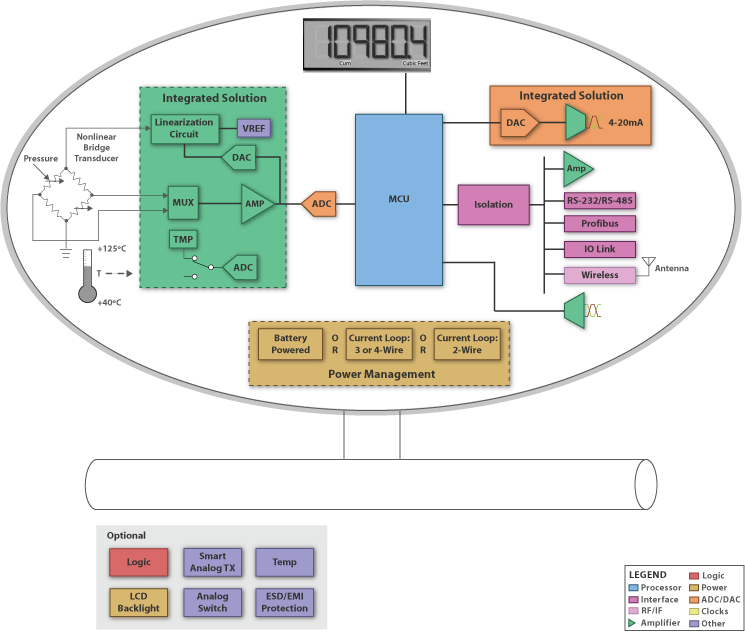 109804
Cum Cubic Feet
Integrated Solution
Linearization
Circuit
VREF
DAC
MUX
AMP
TMP
ADC
Nonlinear
Bridge
Transducer
Pressure
+125ºC
T
+40ºC
ADC
MCU
Integrated Solution
DAC
4-20mA
Isolation
Amp
RS-232/RS-485
Profibus
IO Link
Wireless
Antenna
Battery
Powered
O
R
Current Loop:
3 or 4-Wire
O
R
Current Loop:
2-Wire
Power Management
Optional
Logic
Smart
Analog TX
Temp
LCD
Backlight
Analog
Switch
ESD/EMI
Protection
LEGEND
Processor
Interface
RF/IF
Amplifier
Logic
Power
ADC/DAC
Clocks
Other